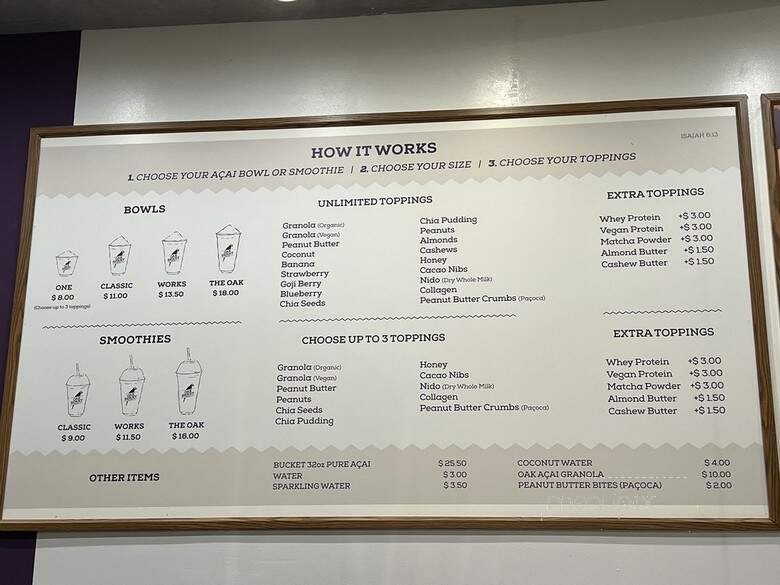 ISAIAH 6:13
HOW IT WORKS
1. CHOOSE YOUR AÇAI BOWL OR SMOOTHIE | 2. CHOOSE YOUR SIZE | 3. CHOOSE YOUR TOPPINGS
BOWLS
ONE
$ 8.00
(Choose up to 3 toppings)
CLASSIC
$ 11.00
WORKS
$ 13.50
THE OAK
$ 18.00
UNLIMITED TOPPINGS
Granola (Organic)
Granola (Vegan)
Peanut Butter
Coconut
Banana
Strawberry
Goji Berry
Blueberry
Chia Seeds
Chia Pudding
Peanuts
Almonds
Cashews
Honey
Cacao Nibs
Nido (Dry Whole Milk)
Collagen
Peanut Butter Crumbs (Paçoca)
EXTRA TOPPINGS
Whey Protein +$ 3.00
Vegan Protein +$ 3.00
Matcha Powder +$ 3.00
Almond Butter +$ 1.50
Cashew Butter +$ 1.50
SMOOTHIES
CLASSIC
$ 9.00
WORKS
$ 11.50
THE OAK
$ 16.00
CHOOSE UP TO 3 TOPPINGS
Granola (Organic)
Granola (Vegan)
Peanut Butter
Peanuts
Chia Seeds
Chia Pudding
Honey
Cacao Nibs
Nido (Dry Whole Milk)
Collagen
Peanut Butter Crumbs (Paçoca)
EXTRA TOPPINGS
Whey Protein +$ 3.00
Vegan Protein +$ 3.00
Matcha Powder +$ 3.00
Almond Butter +$ 1.50
Cashew Butter +$ 1.50
OTHER ITEMS
BUCKET 32oz PURE AÇAI $ 25.50
WATER $ 3.00
SPARKLING WATER $ 3.50
COCONUT WATER $ 4.00
OAK AÇAI GRANOLA $ 10.00
PEANUT BUTTER BITES (PAÇOCA) $ 2.00